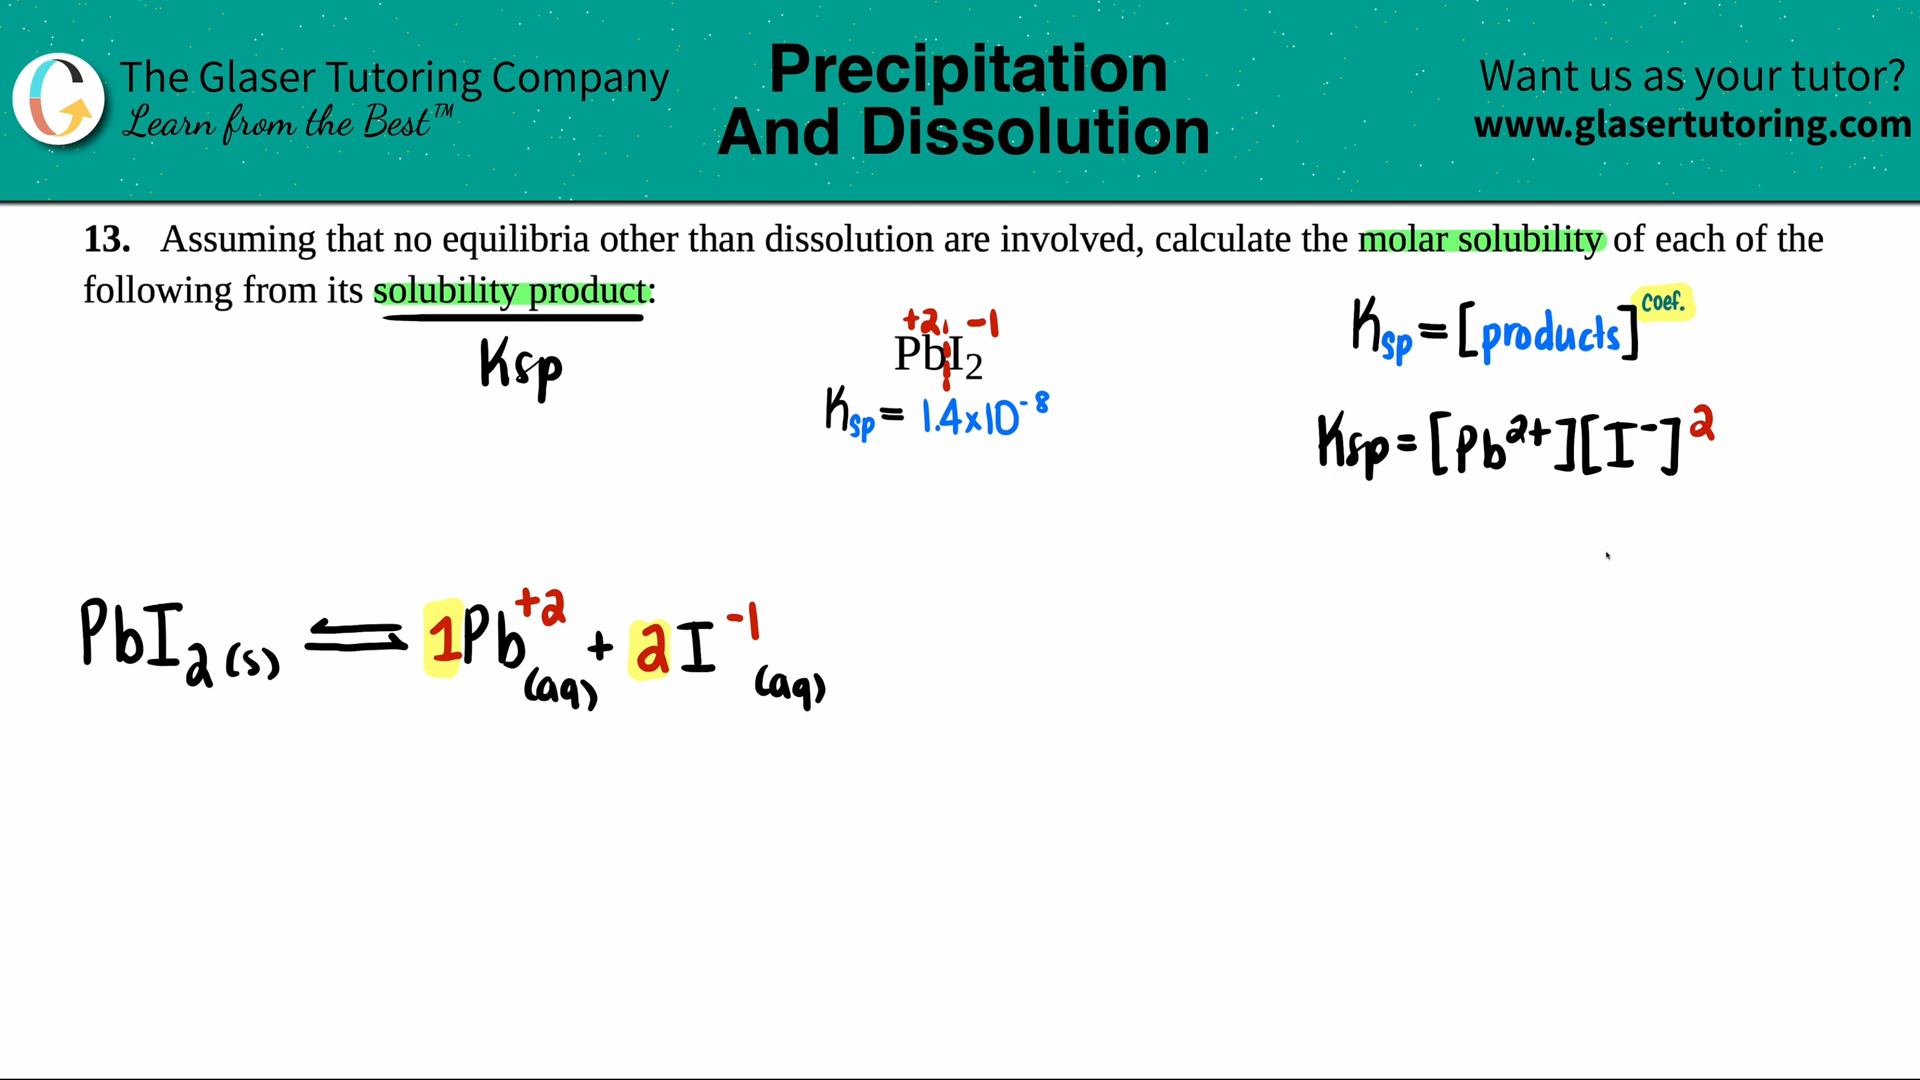 The Glaser Tutoring Company
Learn from the Best™
Precipitation
And Dissolution
Want us as your tutor?
www.glasertutoring.com
13. Assuming that no equilibria other than dissolution are involved, calculate the molar solubility of each of the
following from its solubility product:
Ksp
+2 -1
PbI₂
Ksp = 1.4x10⁻⁸
Ksp = [products]ᶜᵒᵉᶠ·
Ksp = [Pb²⁺][I⁻]²
PbI₂(s) ⇌ 1Pb⁺²(aq) + 2I⁻¹(aq)